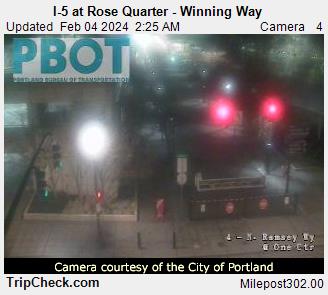 I-5 at Rose Quarter - Winning Way
Updated Feb 04 2024 2:25 AM Camera 4
PBOT
PORTLAND BUREAU OF TRANSPORTATION
4 - N. Ramsey Wy
@ One Ctr
Camera courtesy of the City of Portland
TripCheck.com Milepost302.00